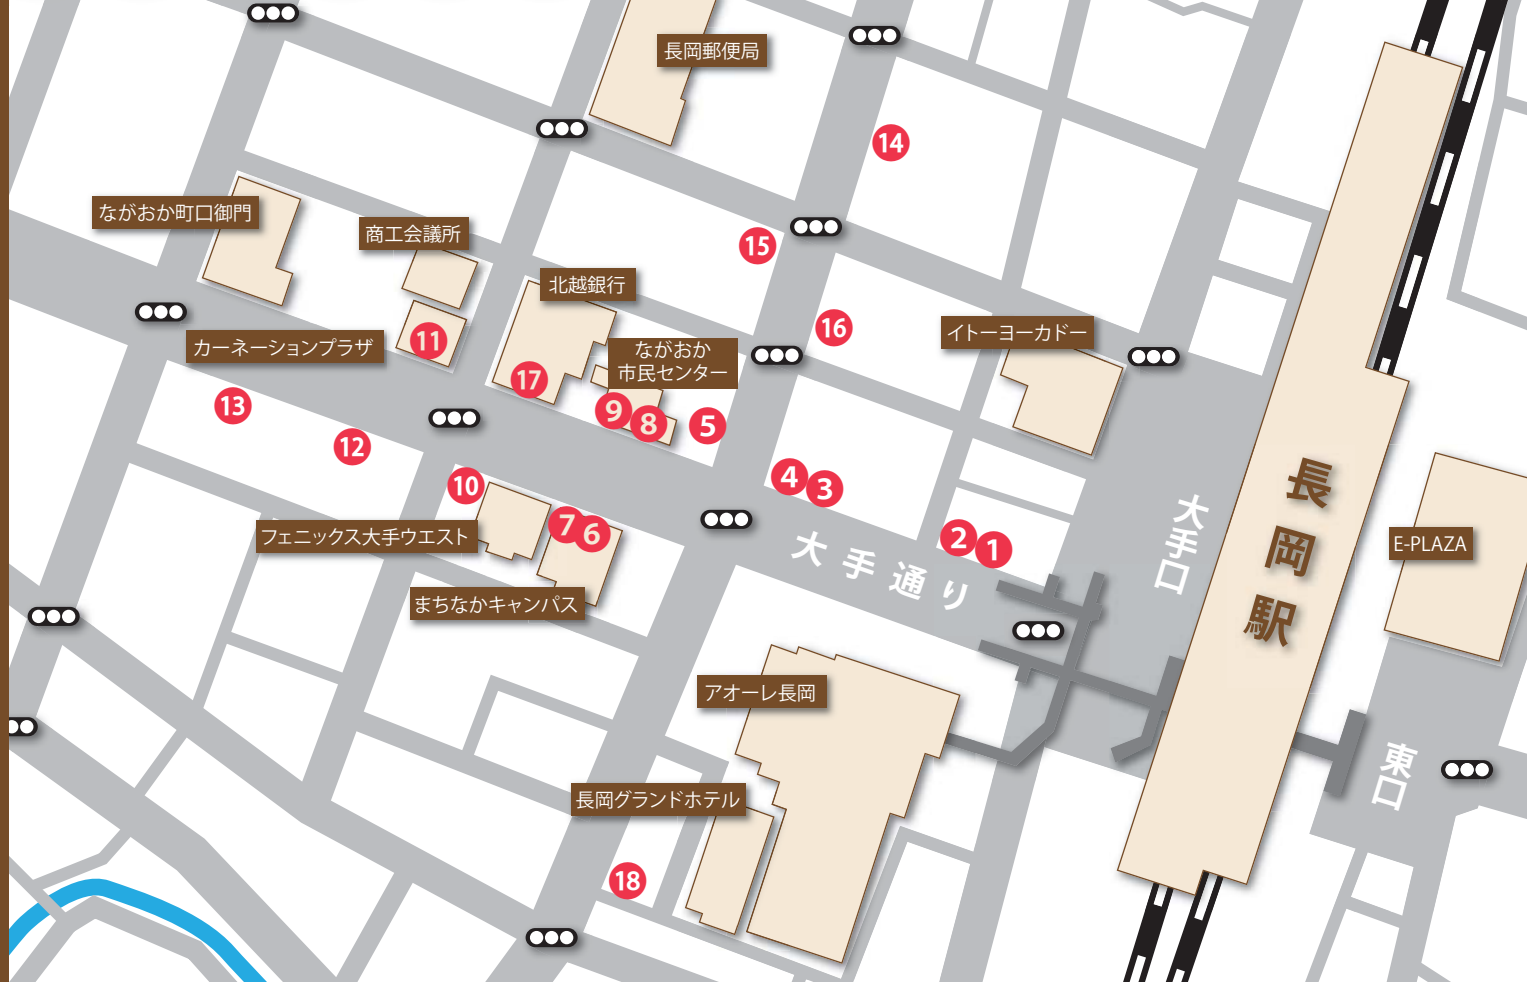 長岡郵便局
14
ながおか町口御門
商工会議所
15
北越銀行
16
イトーヨーカドー
カーネーションプラザ
11
ながおか
市民センター
17
13
9
8
5
12
10
4
3
長岡駅
大手口
フェニックス大手ウエスト
7
6
2
1
E-PLAZA
大手通り
まちなかキャンパス
アオーレ長岡
東口
長岡グランドホテル
18